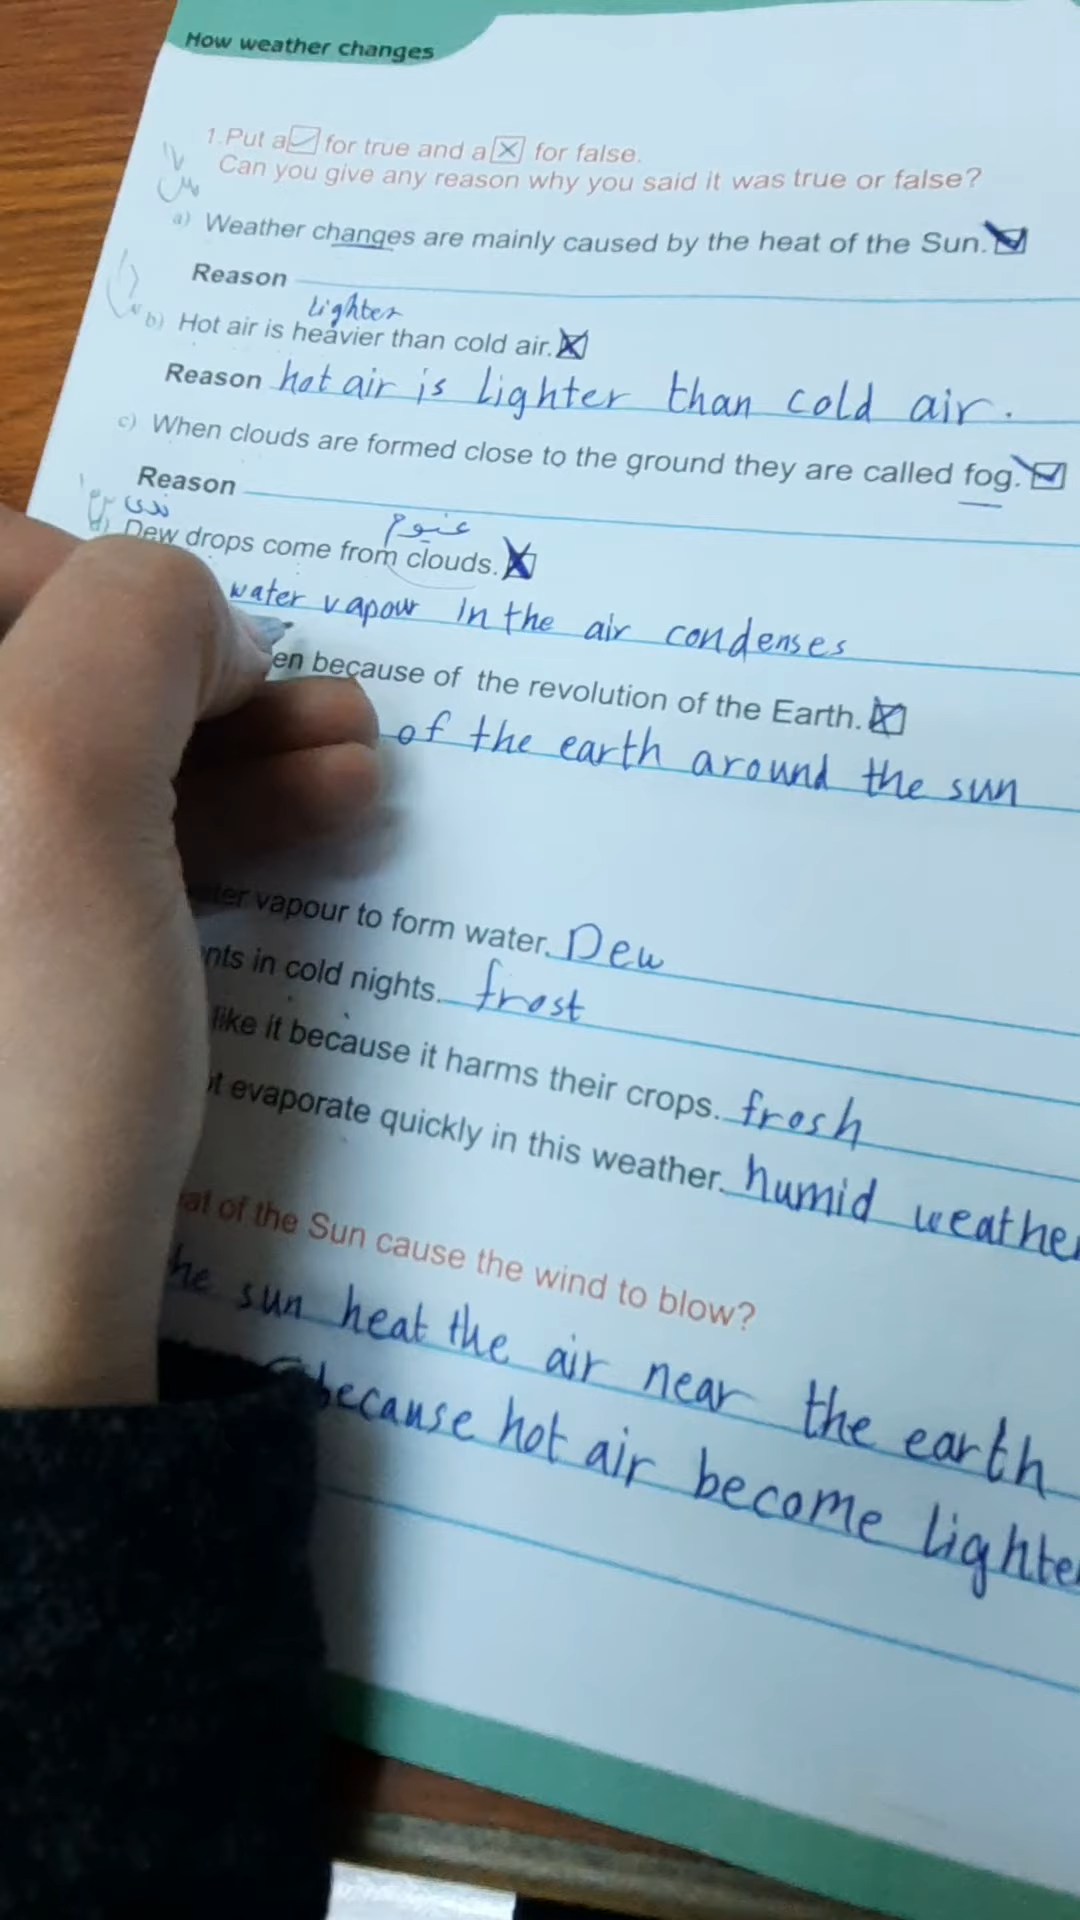 How weather changes
1. Put a ☑ for true and a ☒ for false.
Can you give any reason why you said it was true or false?
a) Weather changes are mainly caused by the heat of the Sun.
Reason
lighter
b) Hot air is heavier than cold air.
Reason hot air is lighter than cold air.
c) When clouds are formed close to the ground they are called fog.
Reason
ندى غيوم
d) Dew drops come from clouds.
water vapour in the air condenses
en because of the revolution of the Earth.
of the earth around the sun
vapour to form water. Dew
nts in cold nights. frost
like it because it harms their crops. frosh
evaporate quickly in this weather. humid weather
of the Sun cause the wind to blow?
he sun heat the air near the earth
because hot air become lighte